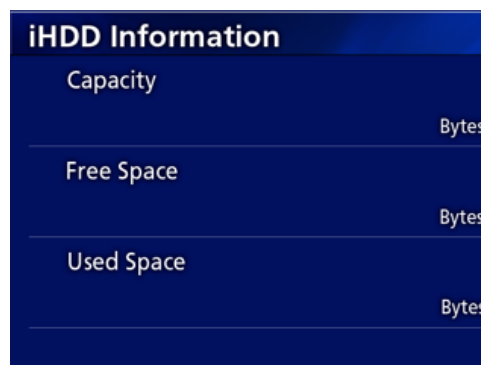 iHDD Information
Capacity
Bytes
Free Space
Bytes
Used Space
Bytes